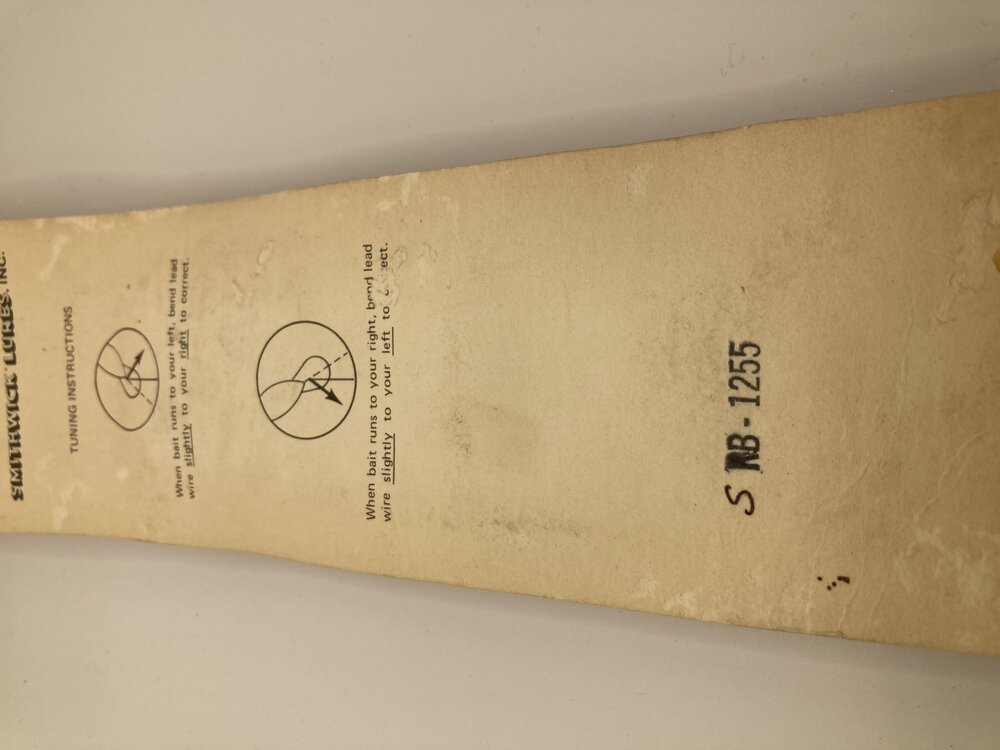 SMITHWICK LURES, INC.
TUNING INSTRUCTIONS
When bait runs to your left, bend lead
wire slightly to your right to correct.
When bait runs to your right, bend lead
wire slightly to your left to c ect.
S RB - 1255